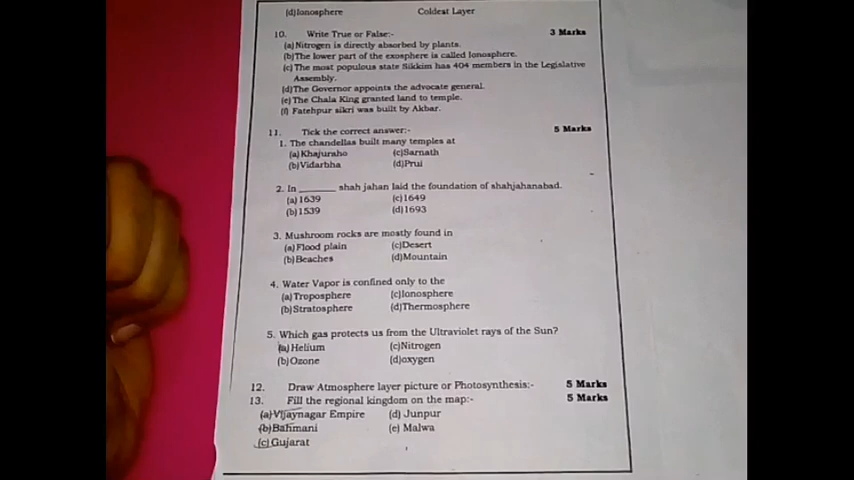 (d)Ionosphere Coldest Layer
10. Write True or False:- 3 Marks
(a)Nitrogen is directly absorbed by plants.
(b)The lower part of the exosphere is called Ionosphere.
(c)The most populous state Sikkim has 404 members in the Legislative
Assembly.
(d)The Governor appoints the advocate general.
(e)The Chala King granted land to temple.
(f) Fatehpur sikri was built by Akbar.
11. Tick the correct answer:- 5 Marks
1. The chandellas built many temples at
(a)Khajuraho (c)Sarnath
(b)Vidarbha (d)Prui
2. In ______ shah jahan laid the foundation of shahjahanabad.
(a)1639 (c)1649
(b)1539 (d)1693
3. Mushroom rocks are mostly found in
(a)Flood plain (c)Desert
(b)Beaches (d)Mountain
4. Water Vapor is confined only to the
(a)Troposphere (c)Ionosphere
(b)Stratosphere (d)Thermosphere
5. Which gas protects us from the Ultraviolet rays of the Sun?
(a)Helium (c)Nitrogen
(b)Ozone (d)oxygen
12. Draw Atmosphere layer picture or Photosynthesis:- 5 Marks
13. Fill the regional kingdom on the map:- 5 Marks
(a)Vijaynagar Empire (d) Junpur
(b)Bahmani (e) Malwa
(c)Gujarat